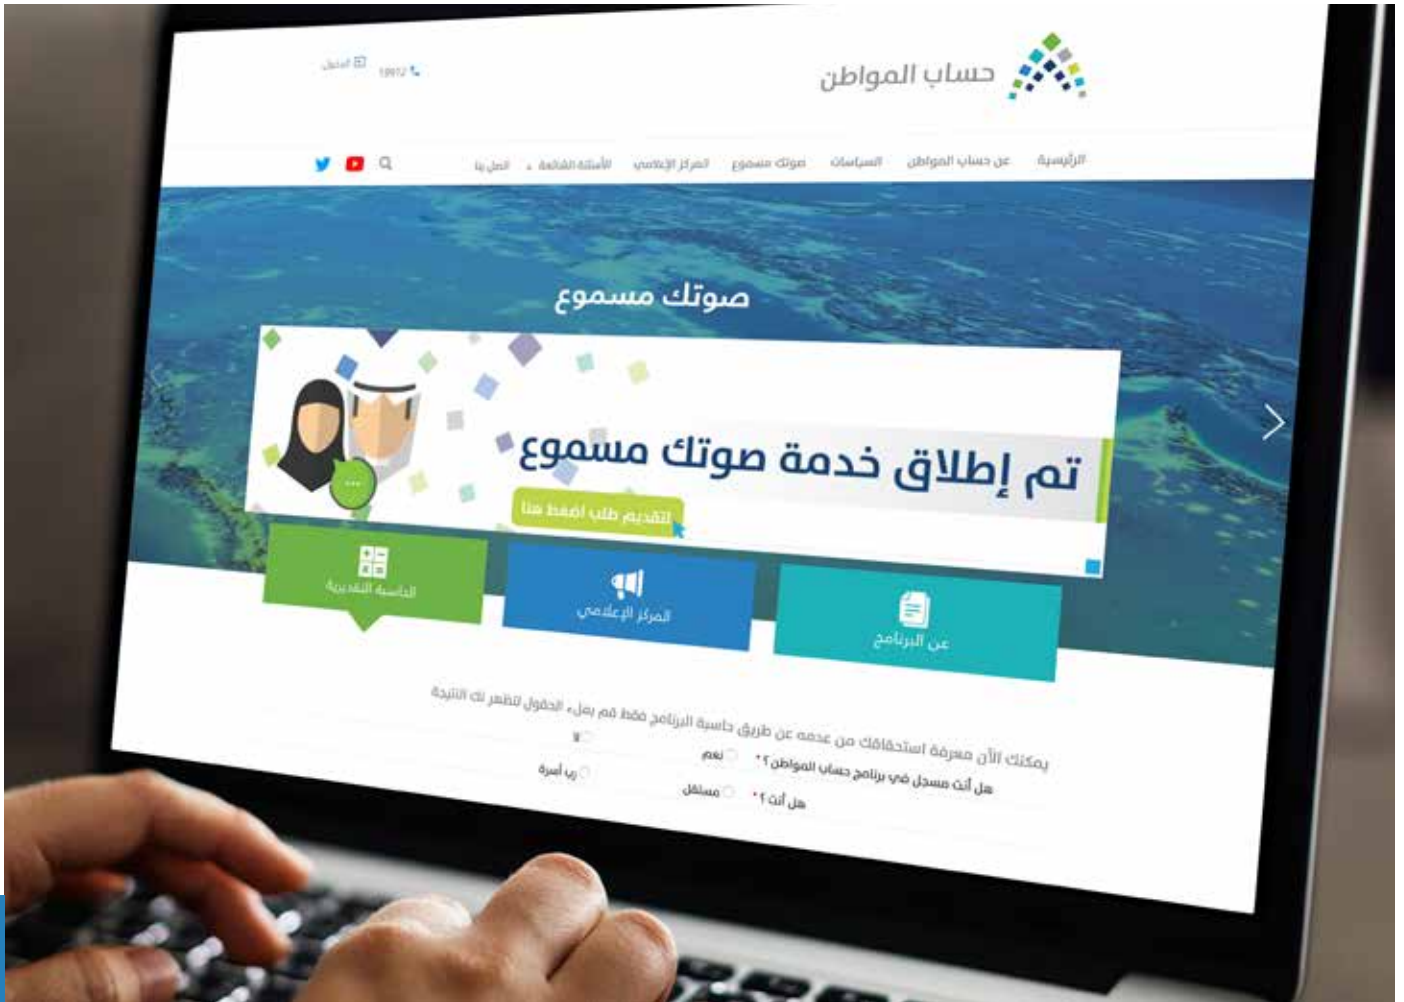 حساب المواطن
19912
الدخول
الرئيسية
عن حساب المواطن
السياسات
صوتك مسموع
المركز الإعلامي
الأسئلة الشائعة
اتصل بنا
صوتك مسموع
تم إطلاق خدمة صوتك مسموع
لتقديم طلب اضغط هنا
عن البرنامج
المركز الإعلامي
الحاسبة التقديرية
يمكنك الآن معرفة استحقاقك من عدمه عن طريق حاسبة البرنامج فقط قم بملء الحقول لتظهر لك النتيجة
هل أنت مسجل في برنامج حساب المواطن ؟ * نعم لا
هل أنت ؟ * مستقل رب أسرة